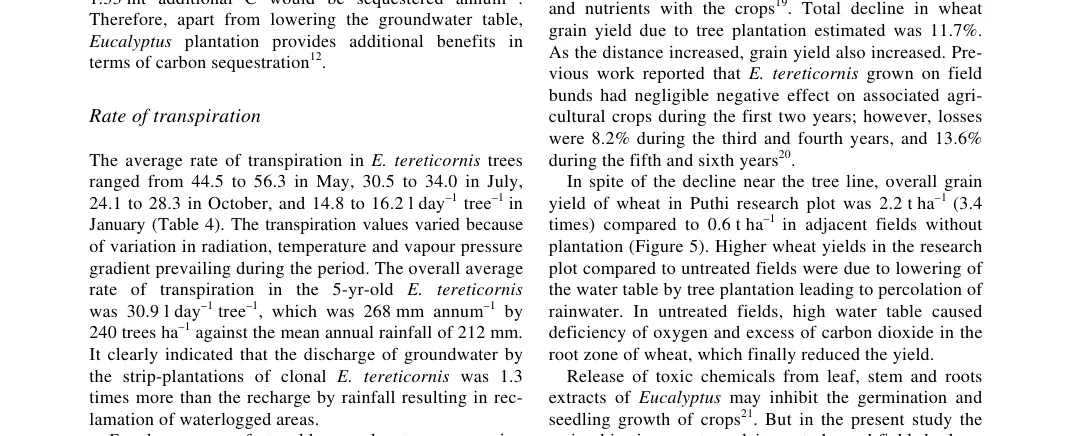 1.33 mt additional C would be sequestered annum⁻¹.
Therefore, apart from lowering the groundwater table,
Eucalyptus plantation provides additional benefits in
terms of carbon sequestration¹².
Rate of transpiration
The average rate of transpiration in E. tereticornis trees
ranged from 44.5 to 56.3 in May, 30.5 to 34.0 in July,
24.1 to 28.3 in October, and 14.8 to 16.2 l day⁻¹ tree⁻¹ in
January (Table 4). The transpiration values varied because
of variation in radiation, temperature and vapour pressure
gradient prevailing during the period. The overall average
rate of transpiration in the 5-yr-old E. tereticornis
was 30.9 l day⁻¹ tree⁻¹, which was 268 mm annum⁻¹ by
240 trees ha⁻¹ against the mean annual rainfall of 212 mm.
It clearly indicated that the discharge of groundwater by
the strip-plantations of clonal E. tereticornis was 1.3
times more than the recharge by rainfall resulting in rec-
lamation of waterlogged areas.
and nutrients with the crops¹⁹. Total decline in wheat
grain yield due to tree plantation estimated was 11.7%.
As the distance increased, grain yield also increased. Pre-
vious work reported that E. tereticornis grown on field
bunds had negligible negative effect on associated agri-
cultural crops during the first two years; however, losses
were 8.2% during the third and fourth years, and 13.6%
during the fifth and sixth years²⁰.
In spite of the decline near the tree line, overall grain
yield of wheat in Puthi research plot was 2.2 t ha⁻¹ (3.4
times) compared to 0.6 t ha⁻¹ in adjacent fields without
plantation (Figure 5). Higher wheat yields in the research
plot compared to untreated fields were due to lowering of
the water table by tree plantation leading to percolation of
rainwater. In untreated fields, high water table caused
deficiency of oxygen and excess of carbon dioxide in the
root zone of wheat, which finally reduced the yield.
Release of toxic chemicals from leaf, stem and roots
extracts of Eucalyptus may inhibit the germination and
seedling growth of crops²¹. But in the present study the